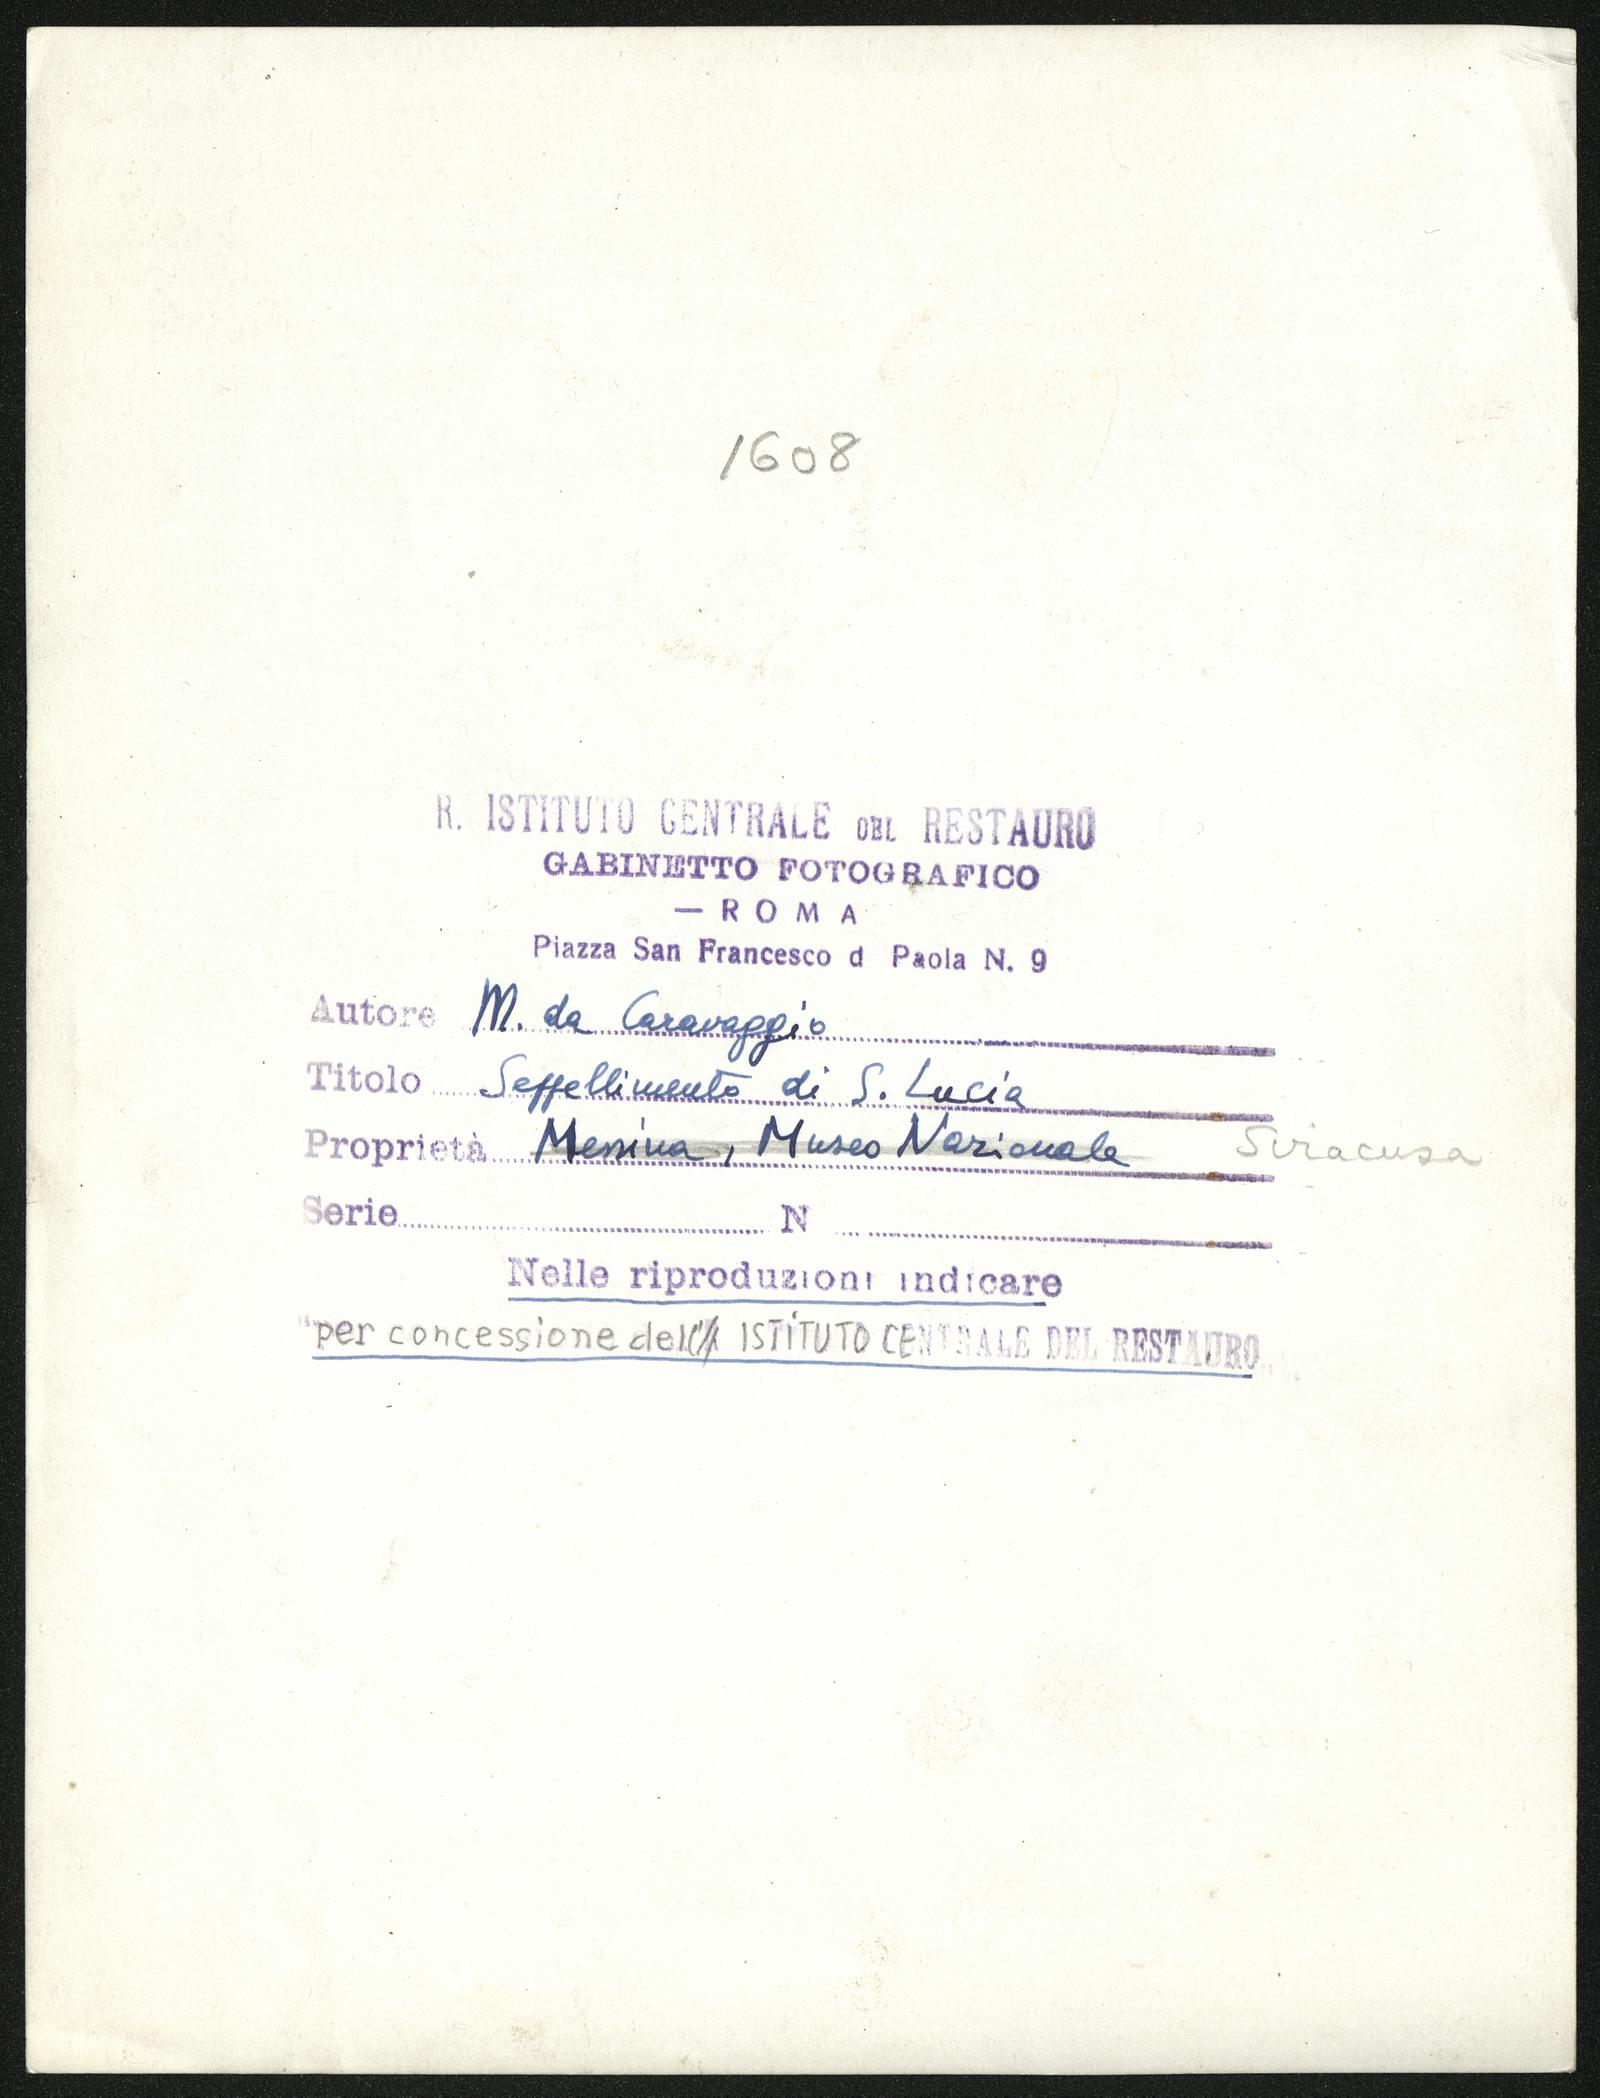 1608
R. ISTITUTO CENTRALE DEL RESTAURO
GABINETTO FOTOGRAFICO
— ROMA
Piazza San Francesco d Paola N. 9
Autore M. da Caravaggio
Titolo Seppellimento di S. Lucia
Proprietà Messina, Museo Nazionale Siracusa
Serie N
Nelle riproduzioni indicare
"per concessione dell' ISTITUTO CENTRALE DEL RESTAURO„